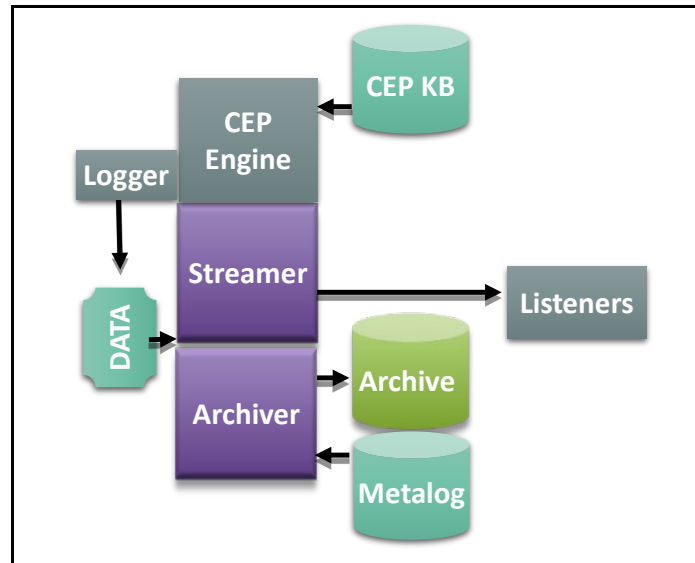 CEP KB
CEP
Engine
Logger
Streamer
Listeners
DATA
Archive
Archiver
Metalog